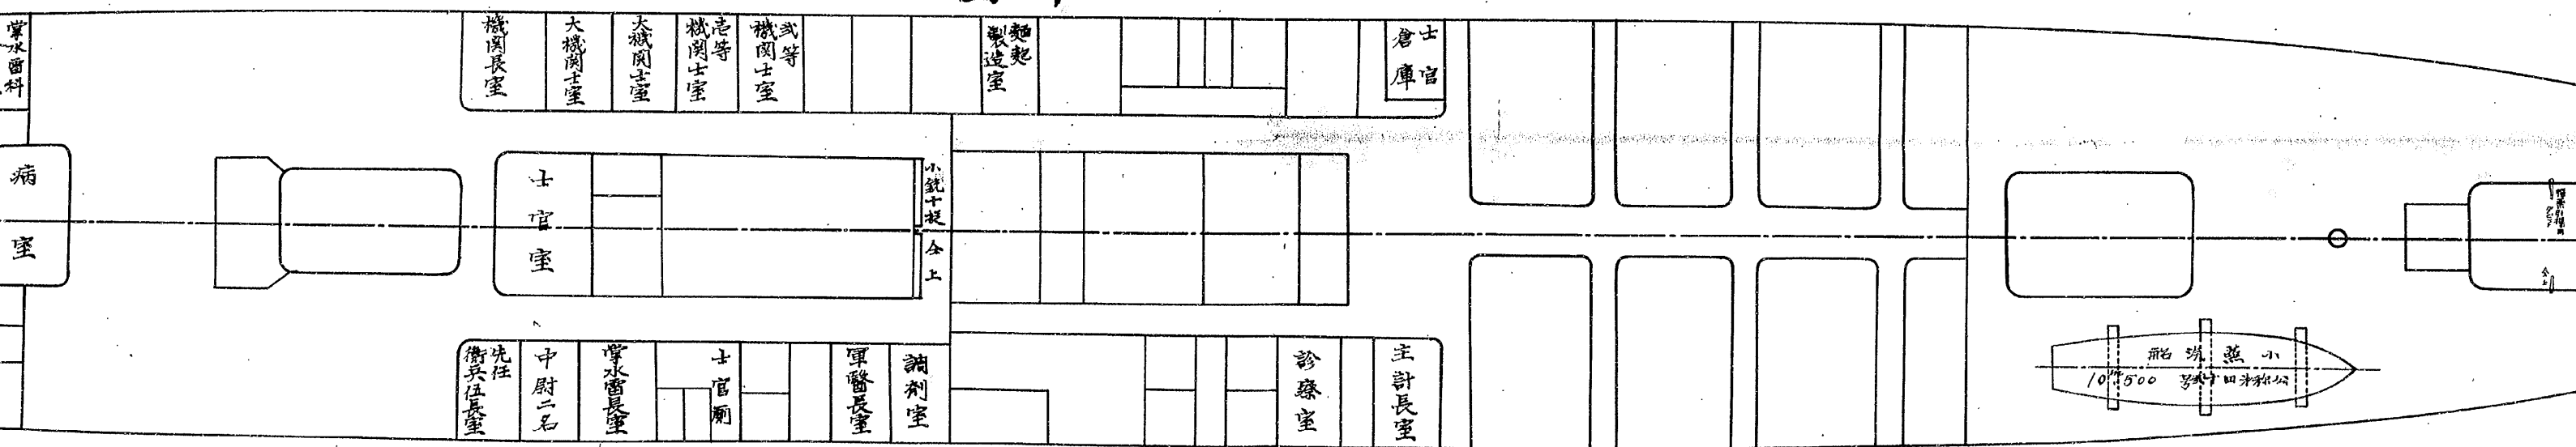 掌水雷科
機関長室
大機関士室
大機関士室
壱等
機関士室
弐等
機関士室
麺麭
製造室
士官
倉庫
病室
士官室
小銃十挺
仝上
先任
衛兵伍長室
中尉二名
掌水雷長室
士官厠
軍醫長室
調剤室
診療室
主計長室
小蒸汽船
10m500
仝上